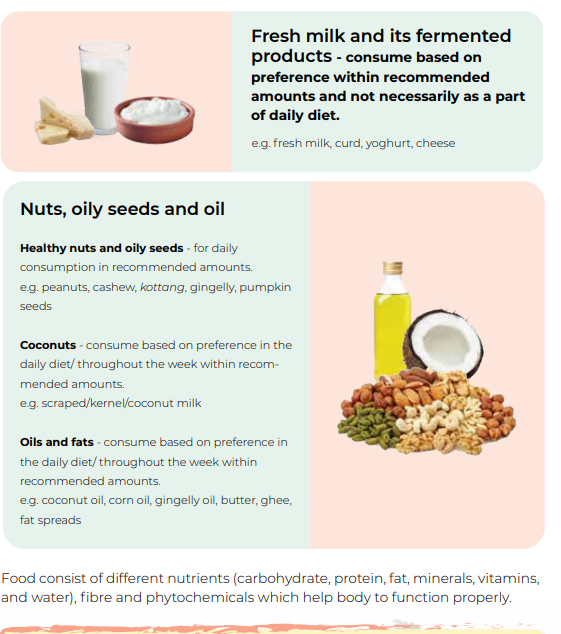 Fresh milk and its fermented
products - consume based on
preference within recommended
amounts and not necessarily as a part
of daily diet.
e.g. fresh milk, curd, yoghurt, cheese
Nuts, oily seeds and oil
Healthy nuts and oily seeds - for daily
consumption in recommended amounts.
e.g. peanuts, cashew, kottang, gingelly, pumpkin
seeds
Coconuts - consume based on preference in the
daily diet/ throughout the week within recom-
mended amounts.
e.g. scraped/kernel/coconut milk
Oils and fats - consume based on preference in
the daily diet/ throughout the week within
recommended amounts.
e.g. coconut oil, corn oil, gingelly oil, butter, ghee,
fat spreads
Food consist of different nutrients (carbohydrate, protein, fat, minerals, vitamins,
and water), fibre and phytochemicals which help body to function properly.